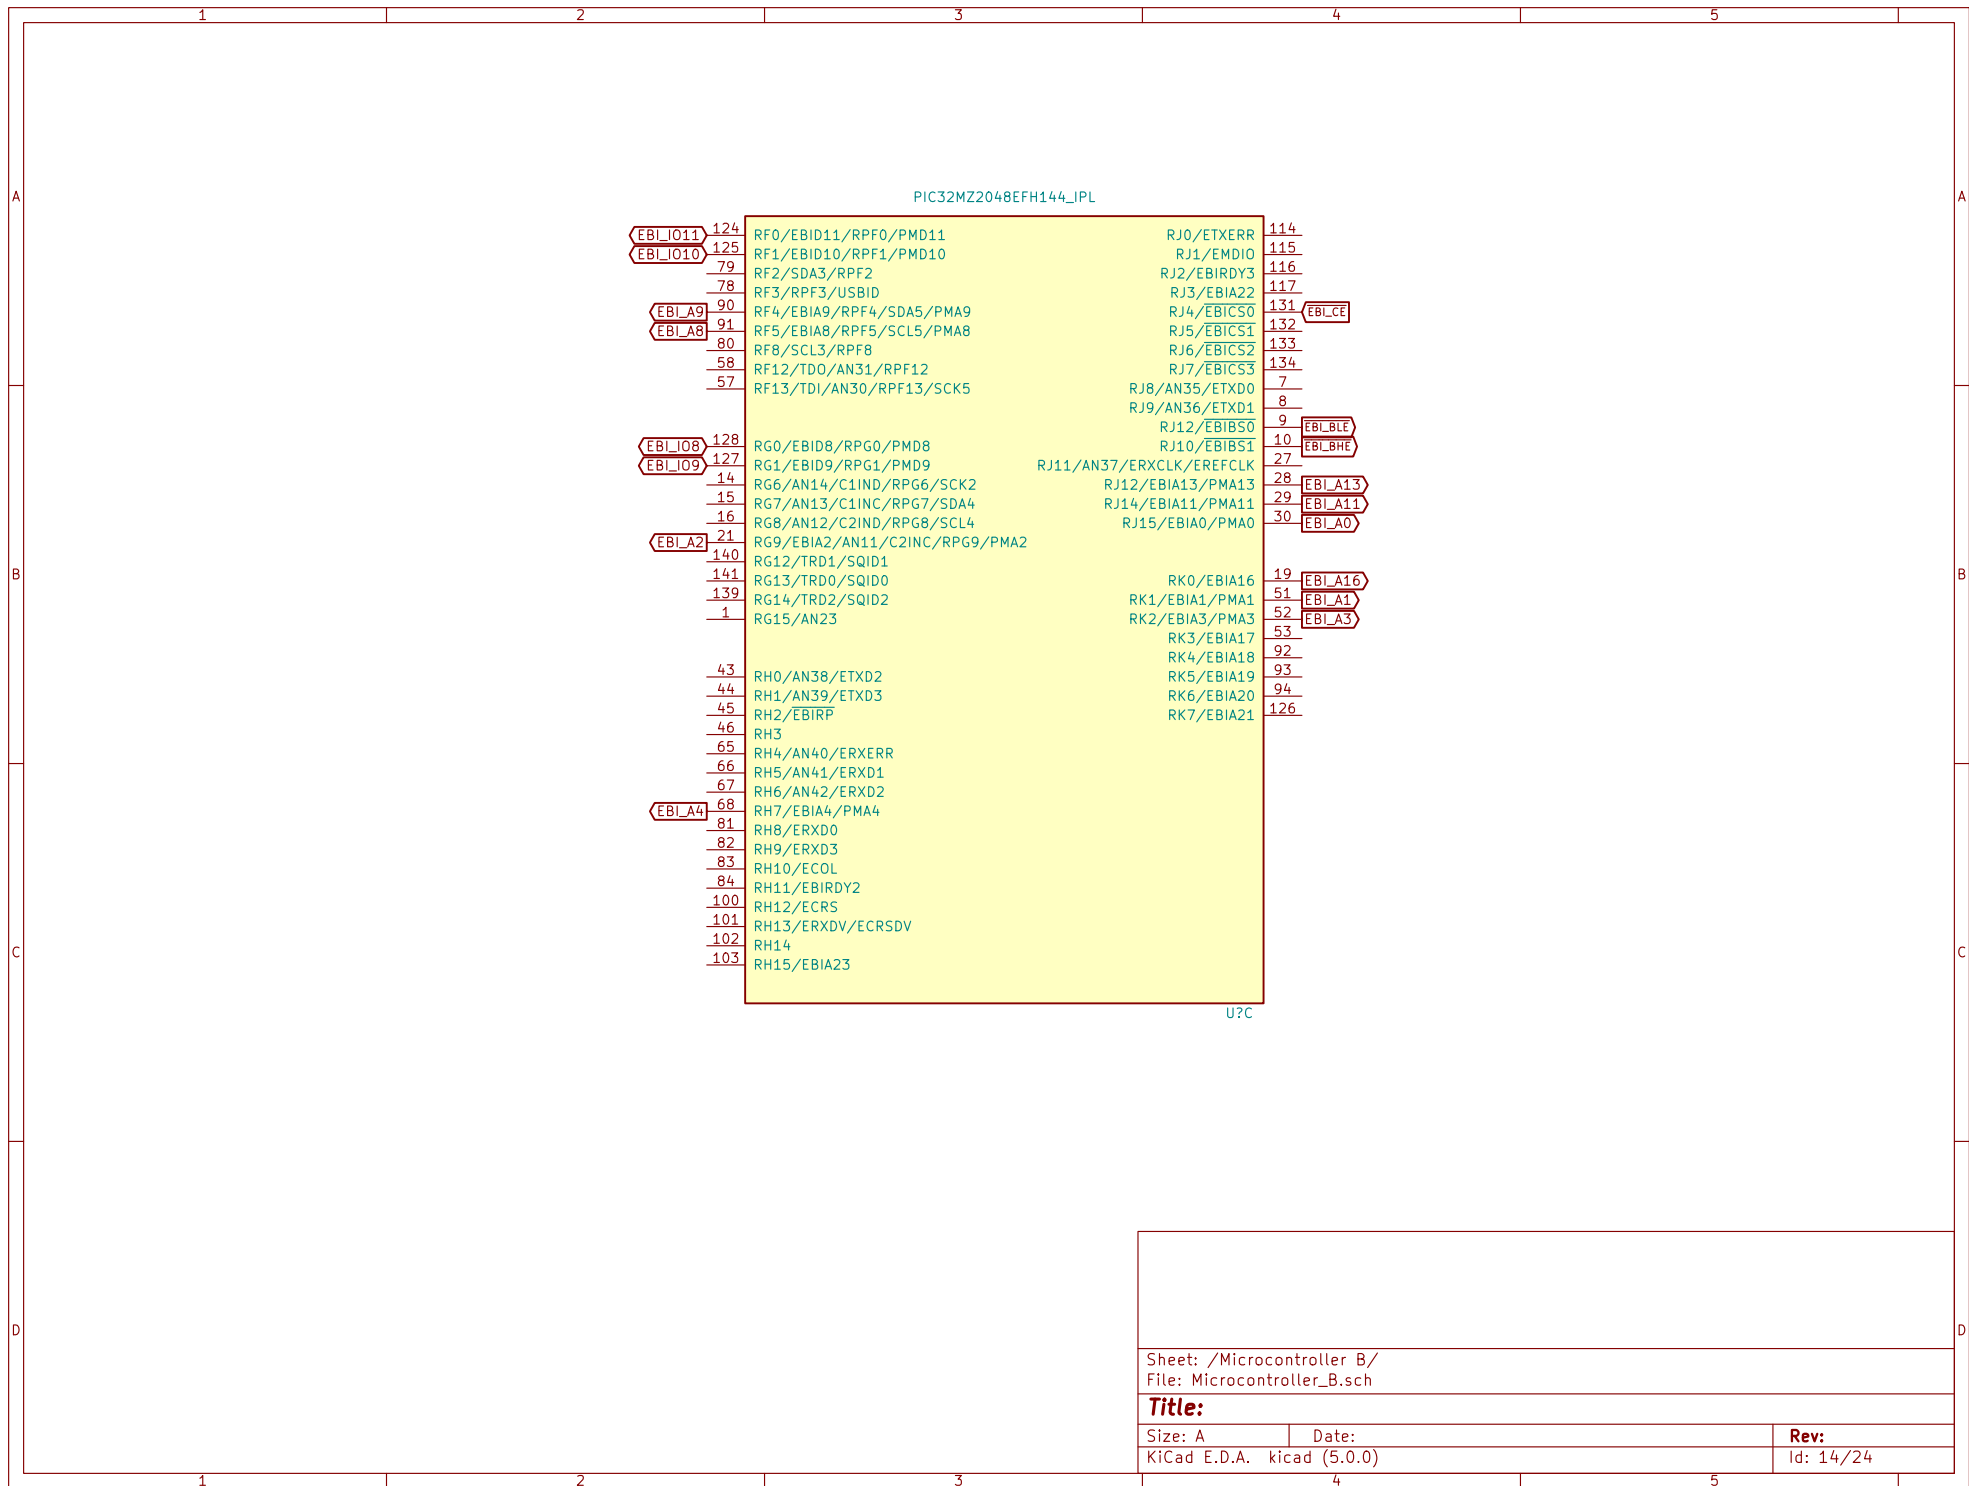 1 2 3 4 5
A A
PIC32MZ2048EFH144_IPL
EBI_IO11 124 RF0/EBID11/RPF0/PMD11 RJ0/ETXERR 114
EBI_IO10 125 RF1/EBID10/RPF1/PMD10 RJ1/EMDIO 115
79 RF2/SDA3/RPF2 RJ2/EBIRDY3 116
78 RF3/RPF3/USBID RJ3/EBIA22 117
EBI_A9 90 RF4/EBIA9/RPF4/SDA5/PMA9 RJ4/EBICS0 131 EBI_CE
EBI_A8 91 RF5/EBIA8/RPF5/SCL5/PMA8 RJ5/EBICS1 132
80 RF8/SCL3/RPF8 RJ6/EBICS2 133
58 RF12/TDO/AN31/RPF12 RJ7/EBICS3 134
57 RF13/TDI/AN30/RPF13/SCK5 RJ8/AN35/ETXD0 7
RJ9/AN36/ETXD1 8
RJ12/EBIBS0 9 EBI_BLE
EBI_IO8 128 RG0/EBID8/RPG0/PMD8 RJ10/EBIBS1 10 EBI_BHE
EBI_IO9 127 RG1/EBID9/RPG1/PMD9 RJ11/AN37/ERXCLK/EREFCLK 27
14 RG6/AN14/C1IND/RPG6/SCK2 RJ12/EBIA13/PMA13 28 EBI_A13
15 RG7/AN13/C1INC/RPG7/SDA4 RJ14/EBIA11/PMA11 29 EBI_A11
16 RG8/AN12/C2IND/RPG8/SCL4 RJ15/EBIA0/PMA0 30 EBI_A0
EBI_A2 21 RG9/EBIA2/AN11/C2INC/RPG9/PMA2
140 RG12/TRD1/SQID1
B B
141 RG13/TRD0/SQID0 RK0/EBIA16 19 EBI_A16
139 RG14/TRD2/SQID2 RK1/EBIA1/PMA1 51 EBI_A1
1 RG15/AN23 RK2/EBIA3/PMA3 52 EBI_A3
RK3/EBIA17 53
RK4/EBIA18 92
43 RH0/AN38/ETXD2 RK5/EBIA19 93
44 RH1/AN39/ETXD3 RK6/EBIA20 94
45 RH2/EBIRP RK7/EBIA21 126
46 RH3
65 RH4/AN40/ERXERR
66 RH5/AN41/ERXD1
67 RH6/AN42/ERXD2
EBI_A4 68 RH7/EBIA4/PMA4
81 RH8/ERXD0
82 RH9/ERXD3
83 RH10/ECOL
84 RH11/EBIRDY2
100 RH12/ECRS
101 RH13/ERXDV/ECRSDV
102 RH14
C C
103 RH15/EBIA23
U?C
D D
Sheet: /Microcontroller B/
File: Microcontroller_B.sch
Title:
Size: A Date: Rev:
KiCad E.D.A. kicad (5.0.0) Id: 14/24
1 2 3 4 5